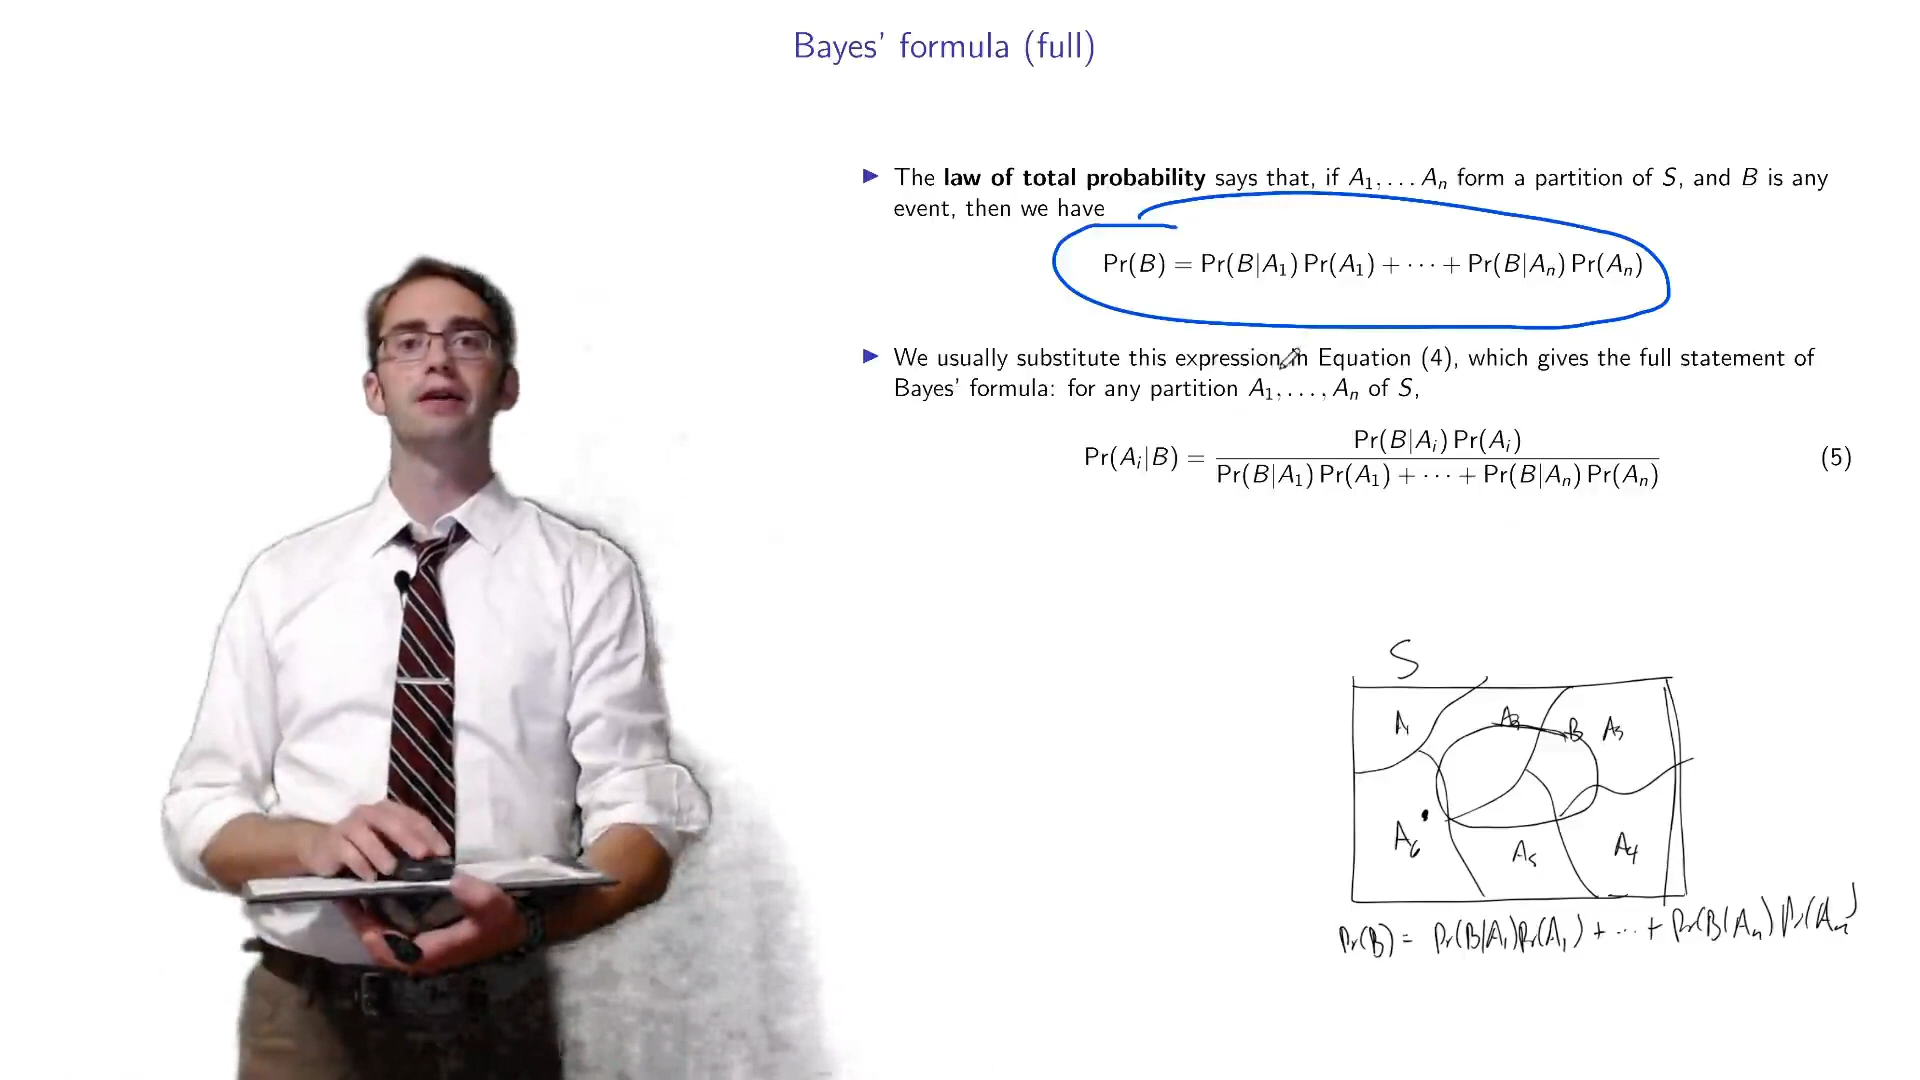 Bayes' formula (full)
▶ The law of total probability says that, if A₁, … Aₙ form a partition of S, and B is any
event, then we have
Pr(B) = Pr(B|A₁) Pr(A₁) + ⋯ + Pr(B|Aₙ) Pr(Aₙ)
▶ We usually substitute this expression in Equation (4), which gives the full statement of
Bayes' formula: for any partition A₁, …, Aₙ of S,
Pr(Aᵢ|B) = Pr(B|Aᵢ) Pr(Aᵢ) / Pr(B|A₁) Pr(A₁) + ⋯ + Pr(B|Aₙ) Pr(Aₙ) (5)
S
A₁ A₂ B A₃
A₆ A₅ A₄
Pr(B) = Pr(B|A₁)Pr(A₁) + ... + Pr(B|Aₙ)Pr(Aₙ)